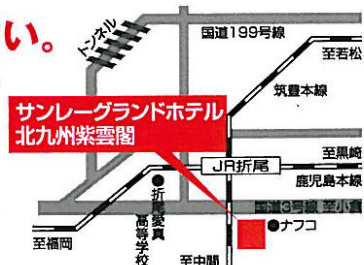 い。
トンネル
国道199号線
至若松
筑豊本線
サンレーグランドホテル
北九州紫雲閣
JR折尾
至黒崎
鹿児島本線
折尾愛真
高等学校
国道3号線 至小倉
ナフコ
至福岡
至中間